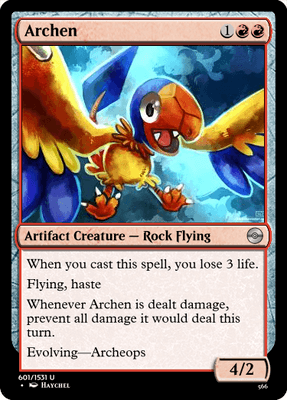 Archen 1
Artifact Creature — Rock Flying
When you cast this spell, you lose 3 life.
Flying, haste
Whenever Archen is dealt damage,
prevent all damage it would deal this
turn.
Evolving—Archeops
4/2
601/1531 U
• HAYCHEL
566